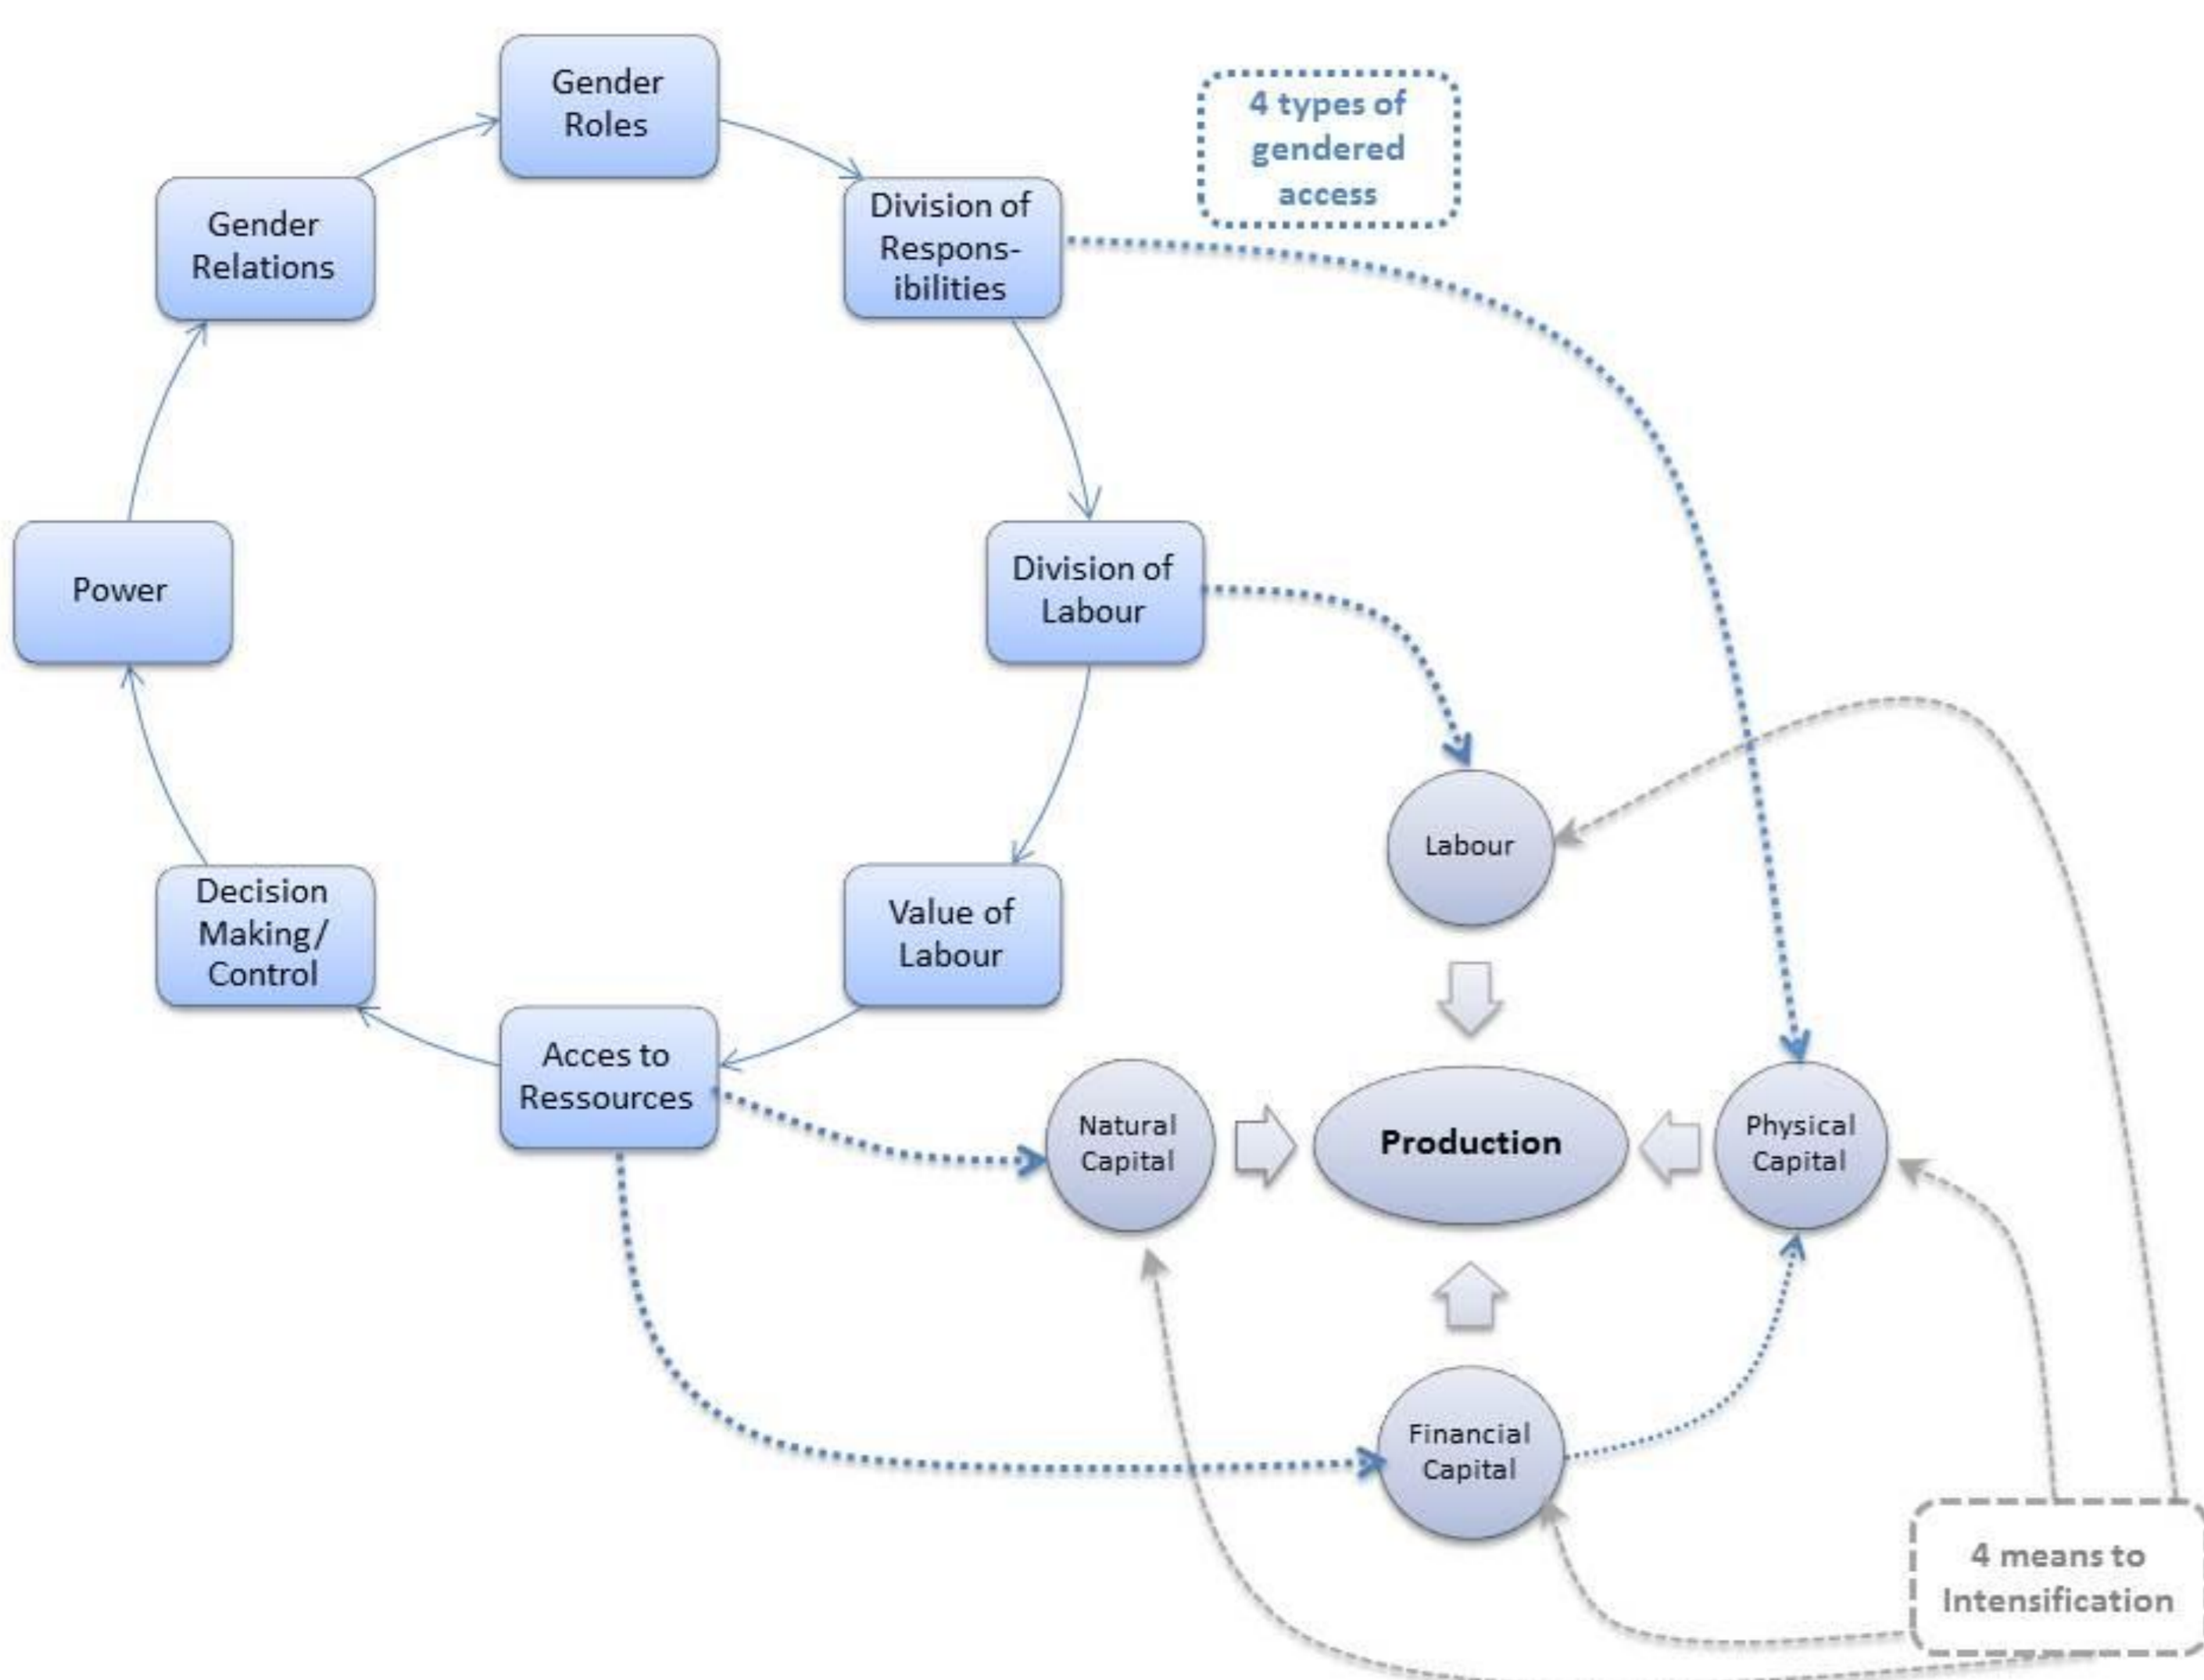 Gender
Roles
4 types of
gendered
access
Gender
Relations
Division of
Respons-
ibilities
Power
Division of
Labour
Decision
Making/
Control
Value of
Labour
Labour
Acces to
Ressources
Natural
Capital
Production
Physical
Capital
Financial
Capital
4 means to
Intensification